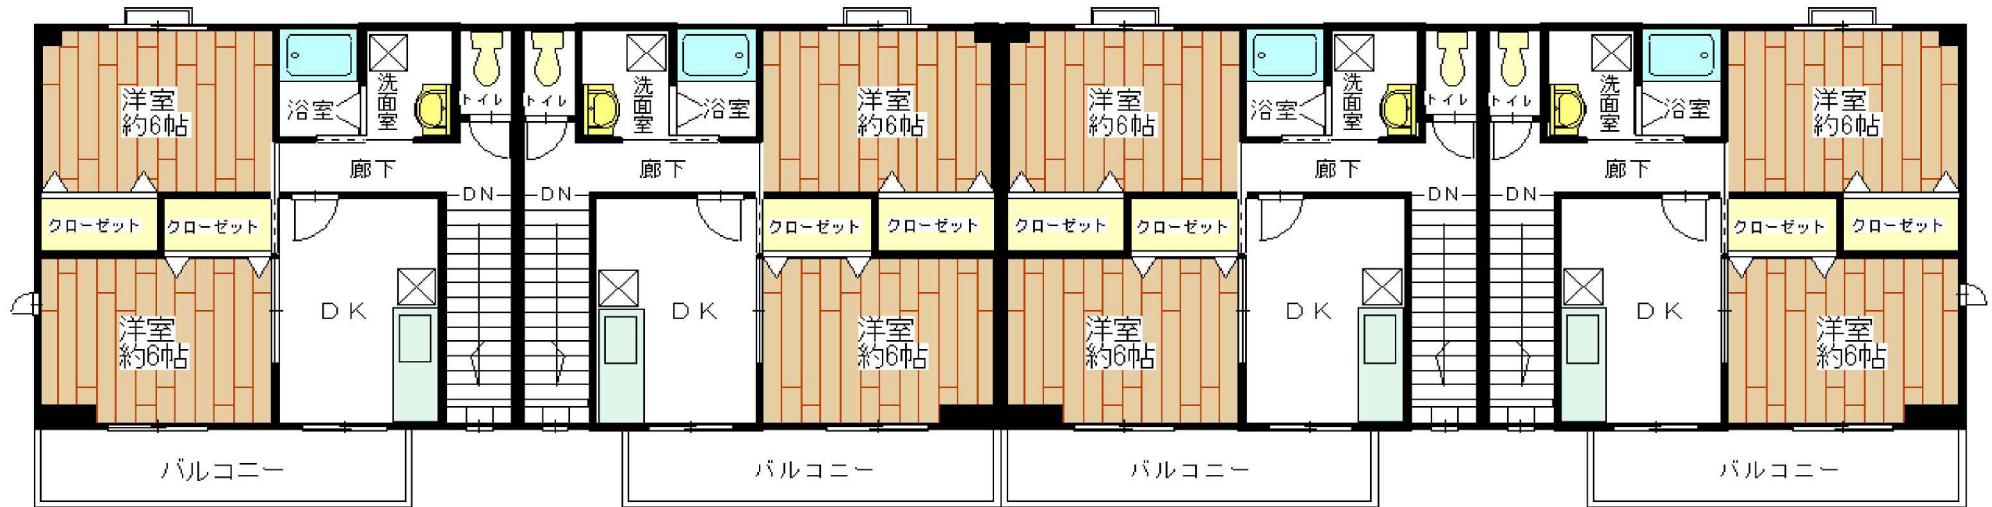 洋室
約6帖
浴室
洗面室
トイレ
トイレ
洗面室
浴室
洋室
約6帖
洋室
約6帖
浴室
洗面室
トイレ
トイレ
洗面室
浴室
洋室
約6帖
廊下
DN
DN
廊下
廊下
DN
DN
廊下
クローゼット
クローゼット
クローゼット
クローゼット
クローゼット
クローゼット
クローゼット
クローゼット
洋室
約6帖
DK
DK
洋室
約6帖
洋室
約6帖
DK
DK
洋室
約6帖
バルコニー
バルコニー
バルコニー
バルコニー